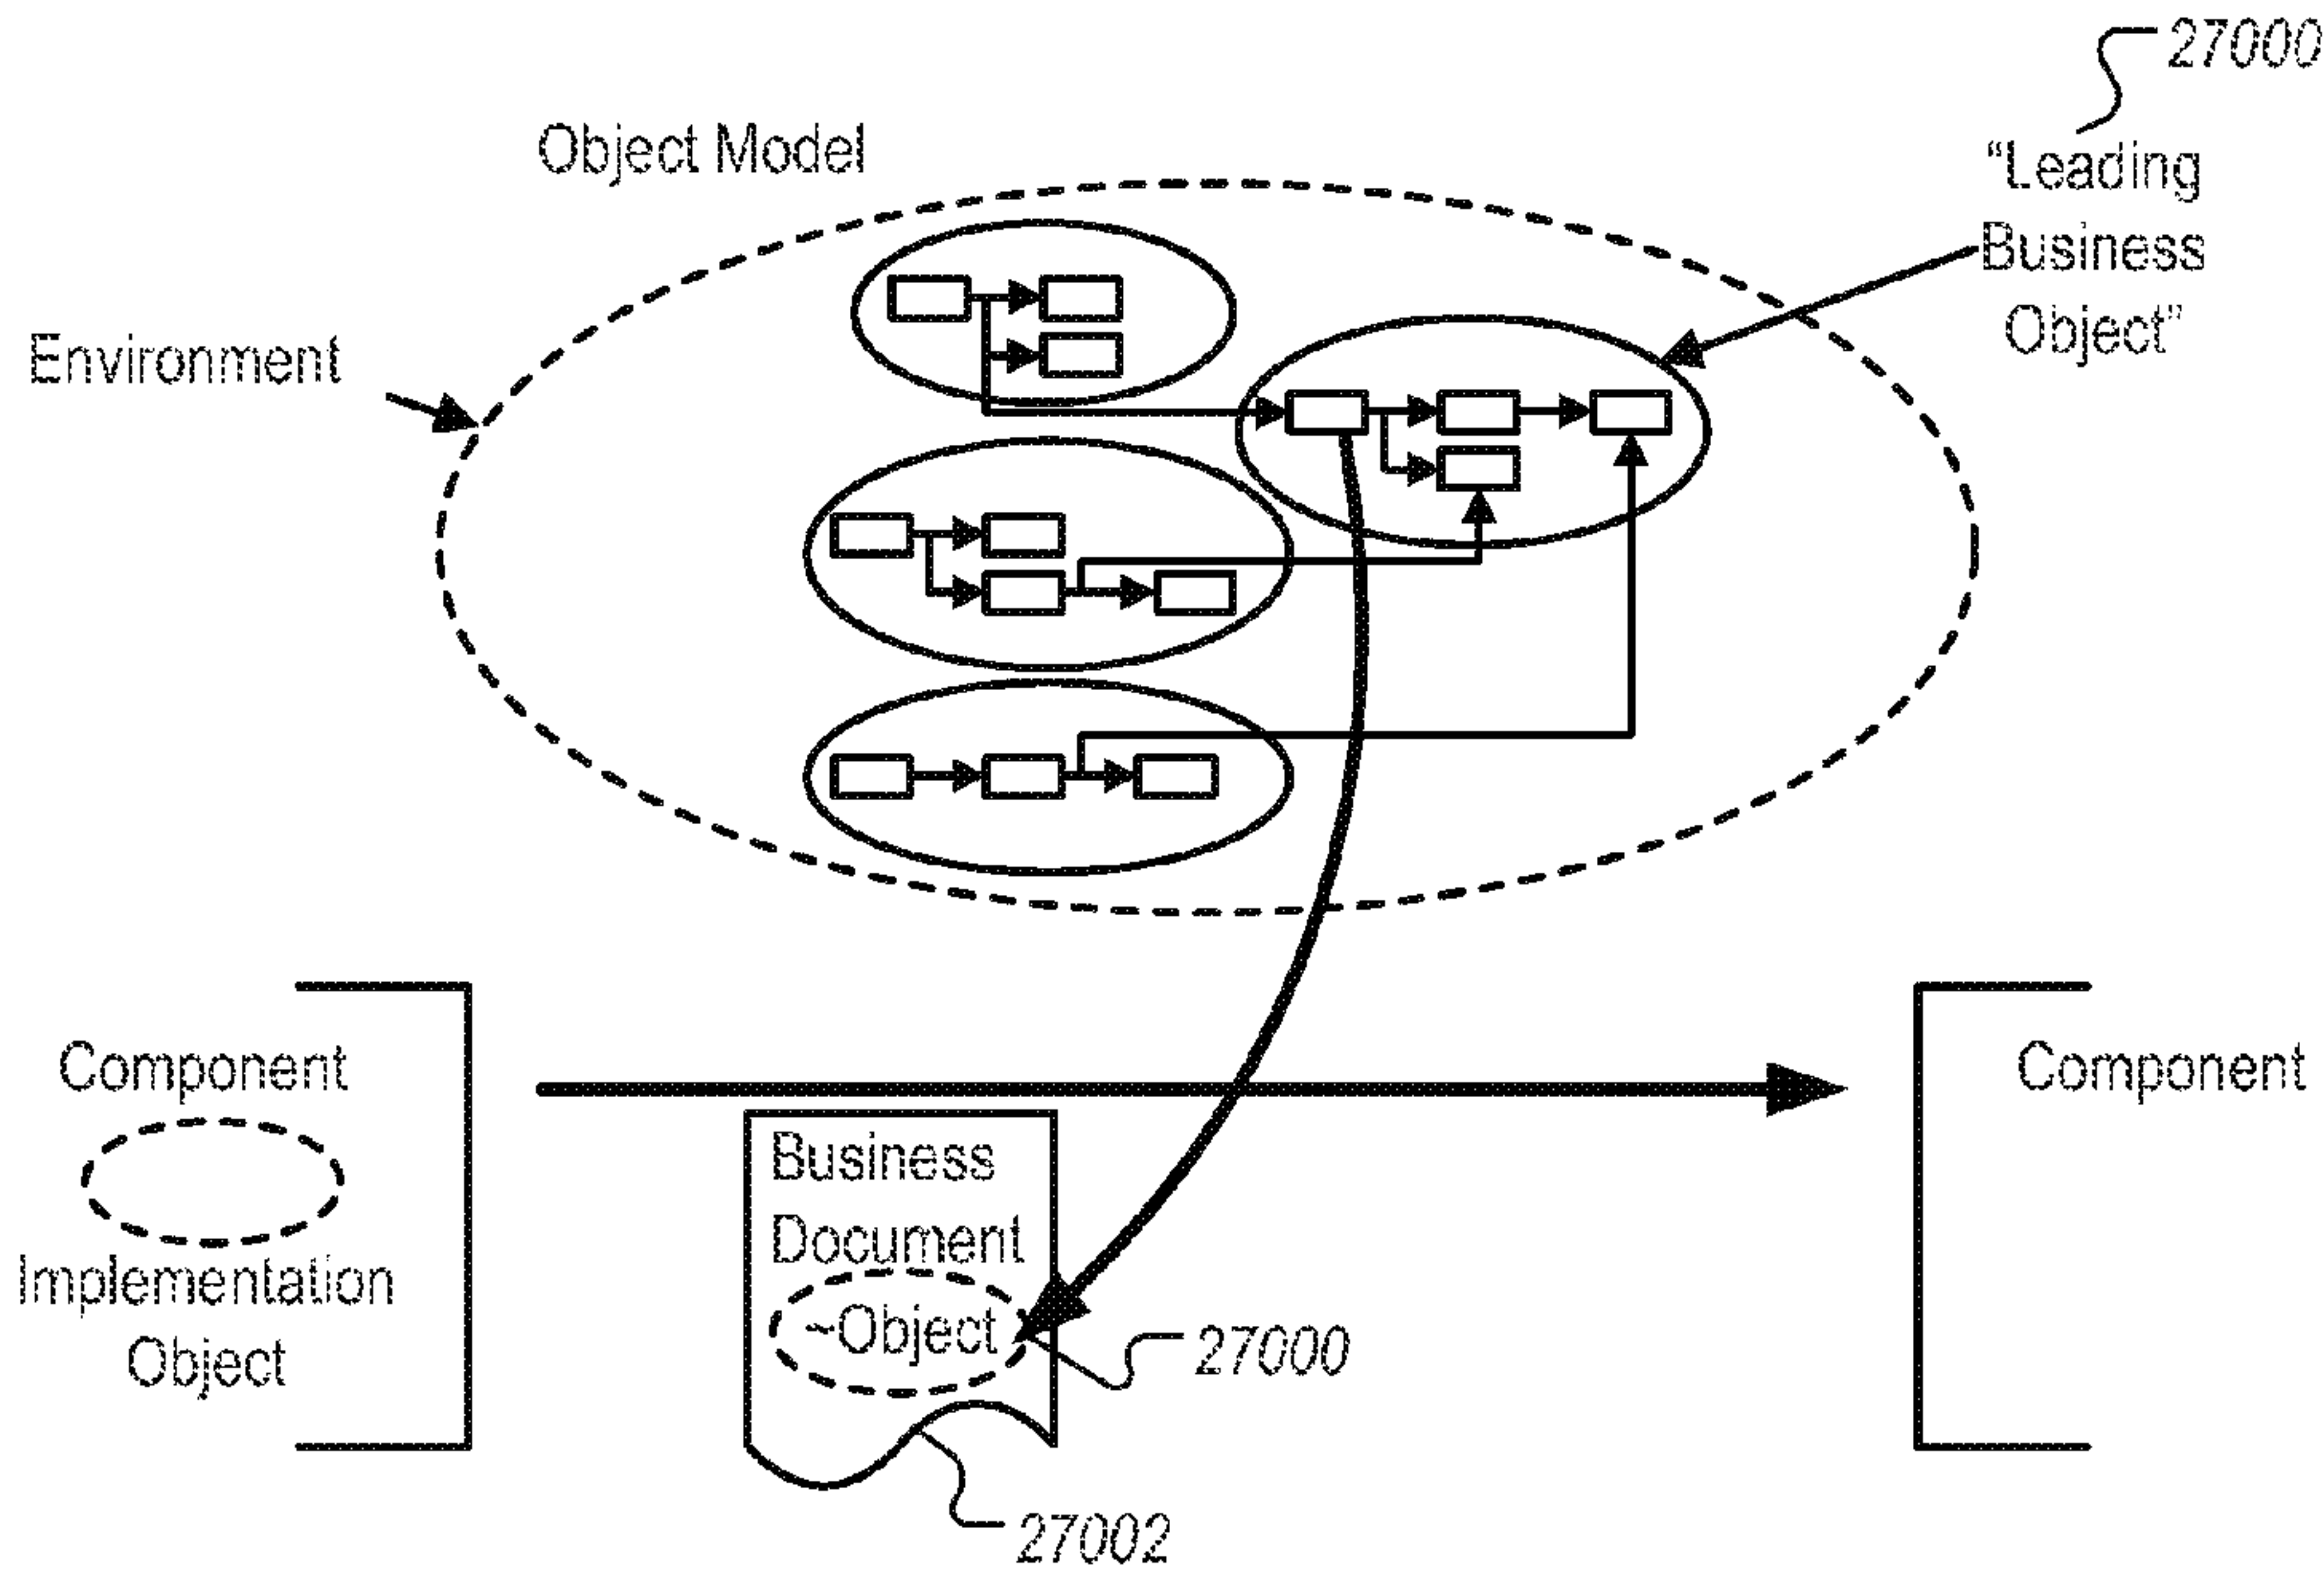 27000
Object Model
"Leading
Business
Object"
Environment
Component
Implementation
Object
Component
Business
Document
~Object
27000
27002